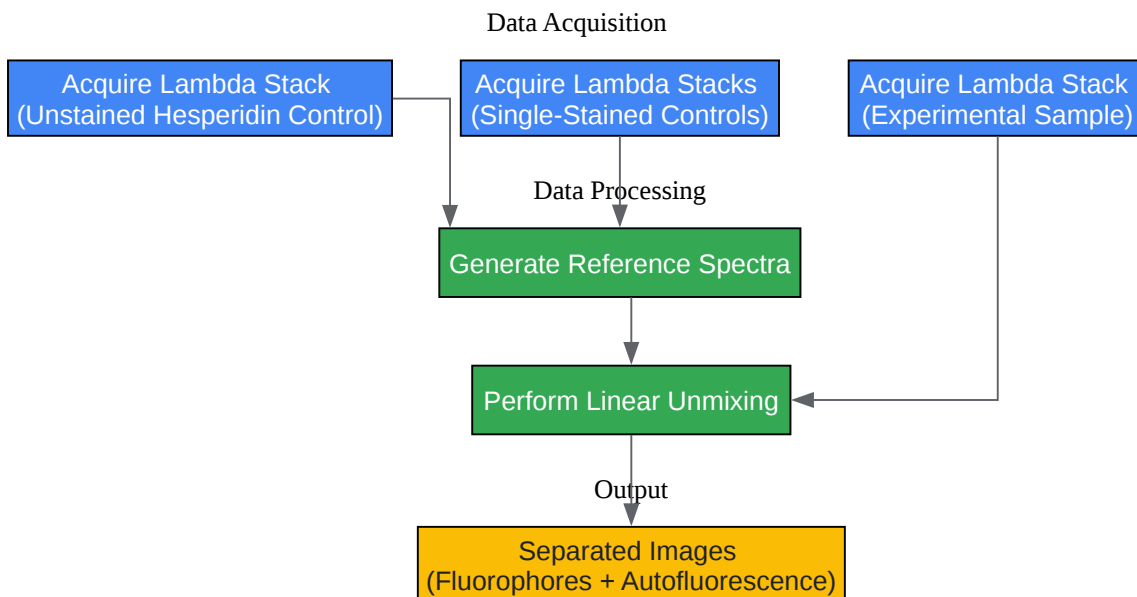 Data Acquisition
Acquire Lambda Stack
(Unstained Hesperidin Control)
Acquire Lambda Stacks
(Single-Stained Controls)
Acquire Lambda Stack
(Experimental Sample)
Data Processing
Generate Reference Spectra
Perform Linear Unmixing
Output
Separated Images
(Fluorophores + Autofluorescence)